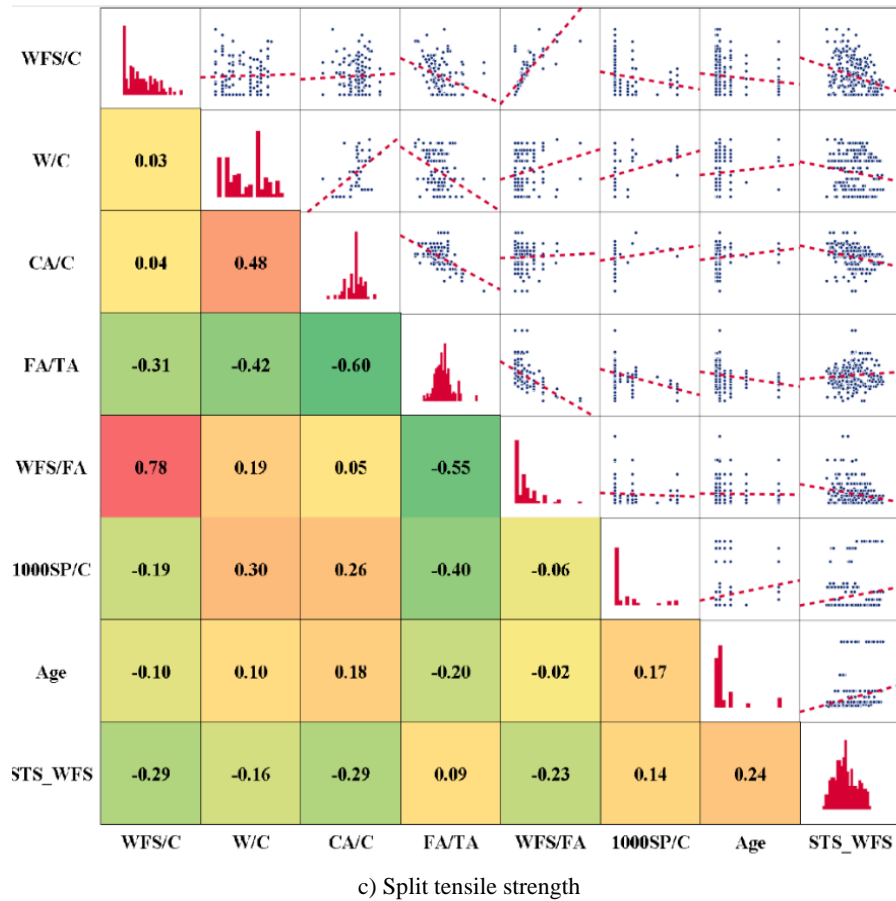 WFS/C
W/C
0.03
CA/C
0.04 0.48
FA/TA
-0.31 -0.42 -0.60
WFS/FA
0.78 0.19 0.05 -0.55
1000SP/C
-0.19 0.30 0.26 -0.40 -0.06
Age
-0.10 0.10 0.18 -0.20 -0.02 0.17
STS_WFS
-0.29 -0.16 -0.29 0.09 -0.23 0.14 0.24
WFS/C W/C CA/C FA/TA WFS/FA 1000SP/C Age STS_WFS
c) Split tensile strength